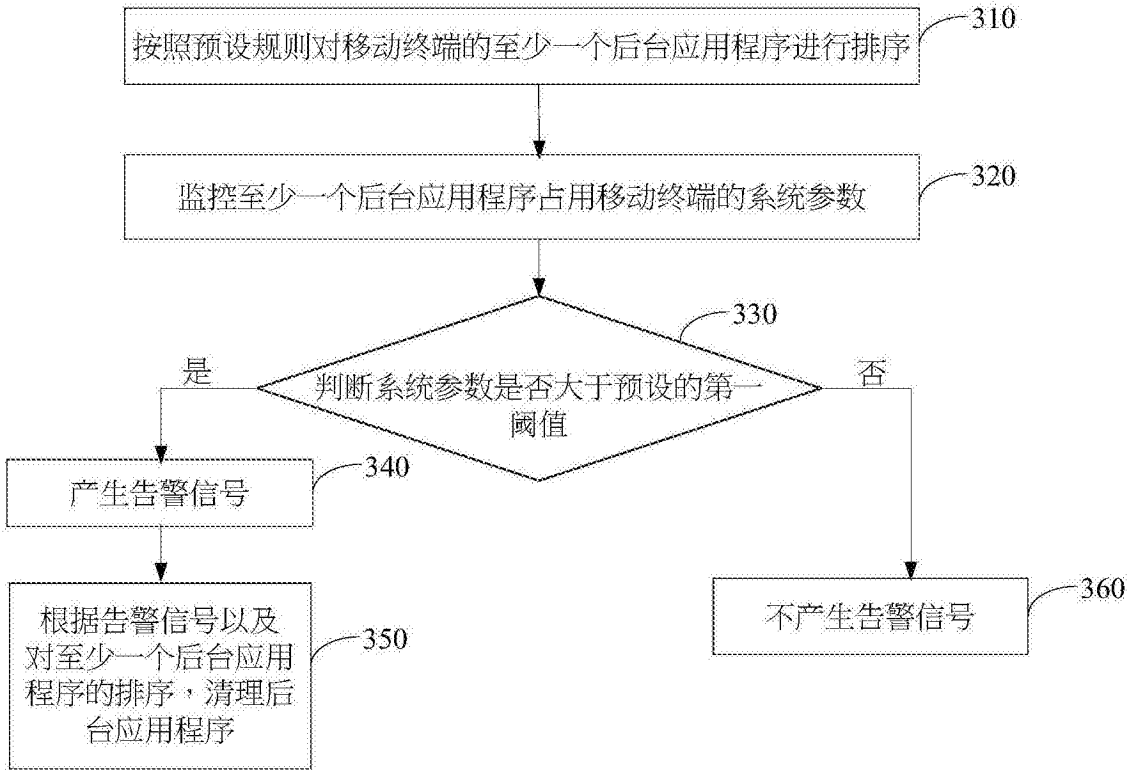 按照预设规则对移动终端的至少一个后台应用程序进行排序
310
监控至少一个后台应用程序占用移动终端的系统参数
320
330
判断系统参数是否大于预设的第一
阈值
是
否
产生告警信号
340
根据告警信号以及
对至少一个后台应用
程序的排序，清理后
台应用程序
350
不产生告警信号
360